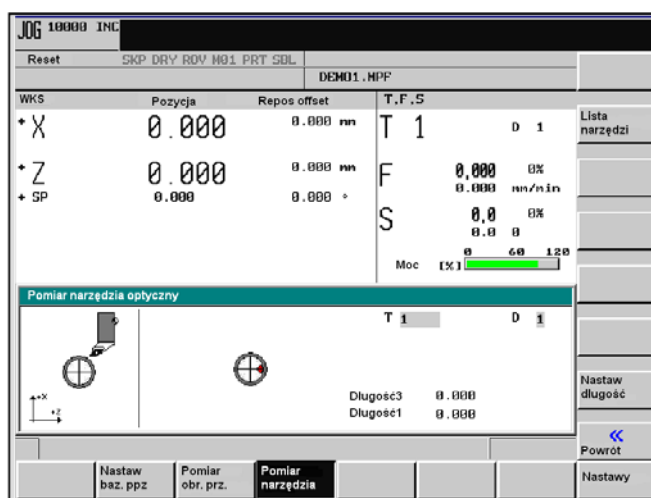 JOG 10000 INC
Reset SKP DRY ROV M01 PRT SBL
DEMO1.MPF
WKS Pozycja Repos offset T,F,S
+ X 0.000 0.000 mm T 1 D 1
Lista
narzędzi
+ Z 0.000 0.000 mm F 0,000 0%
0.000 mm/min
+ SP 0.000 0.000 °
S 0,0 0%
0.0 0
0 60 120
Moc [%]
Pomiar narzędzia optyczny
T 1 D 1
+X
+Z
Nastaw
długość
Długość3 0.000
Długość1 0.000
Powrót
Nastaw
baz. ppz
Pomiar
obr. prz.
Pomiar
narzędzia
Nastawy